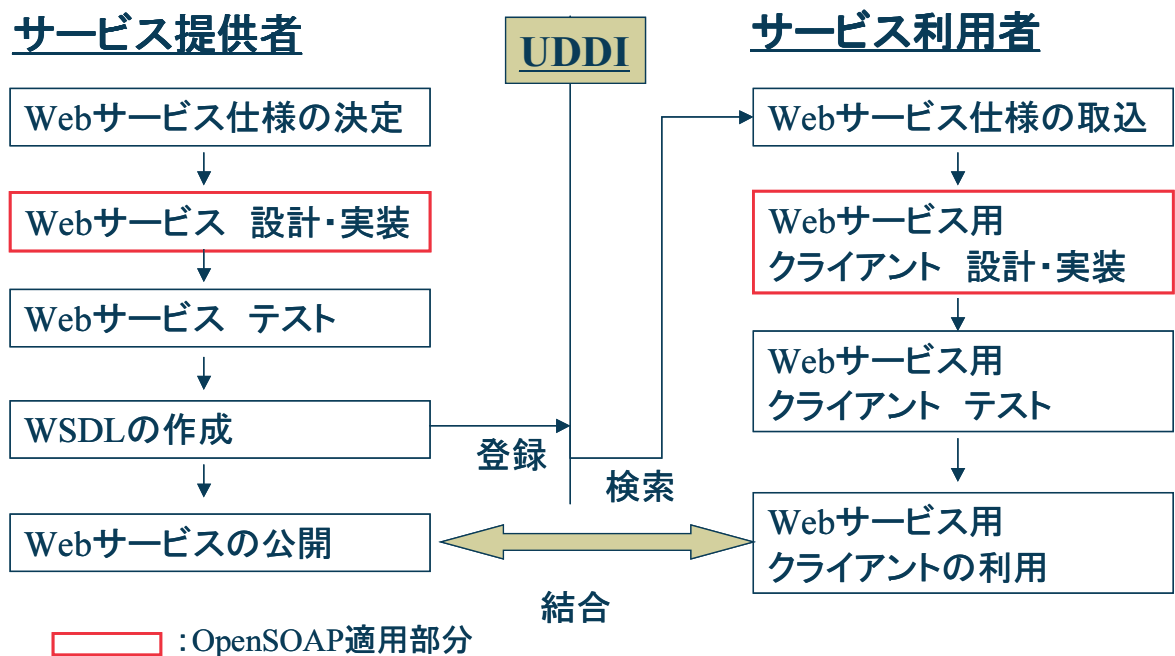 サービス提供者
UDDI
サービス利用者
Webサービス仕様の決定
Webサービス 設計・実装
Webサービス テスト
WSDLの作成
Webサービスの公開
登録
検索
結合
Webサービス仕様の取込
Webサービス用
クライアント 設計・実装
Webサービス用
クライアント テスト
Webサービス用
クライアントの利用
:OpenSOAP適用部分